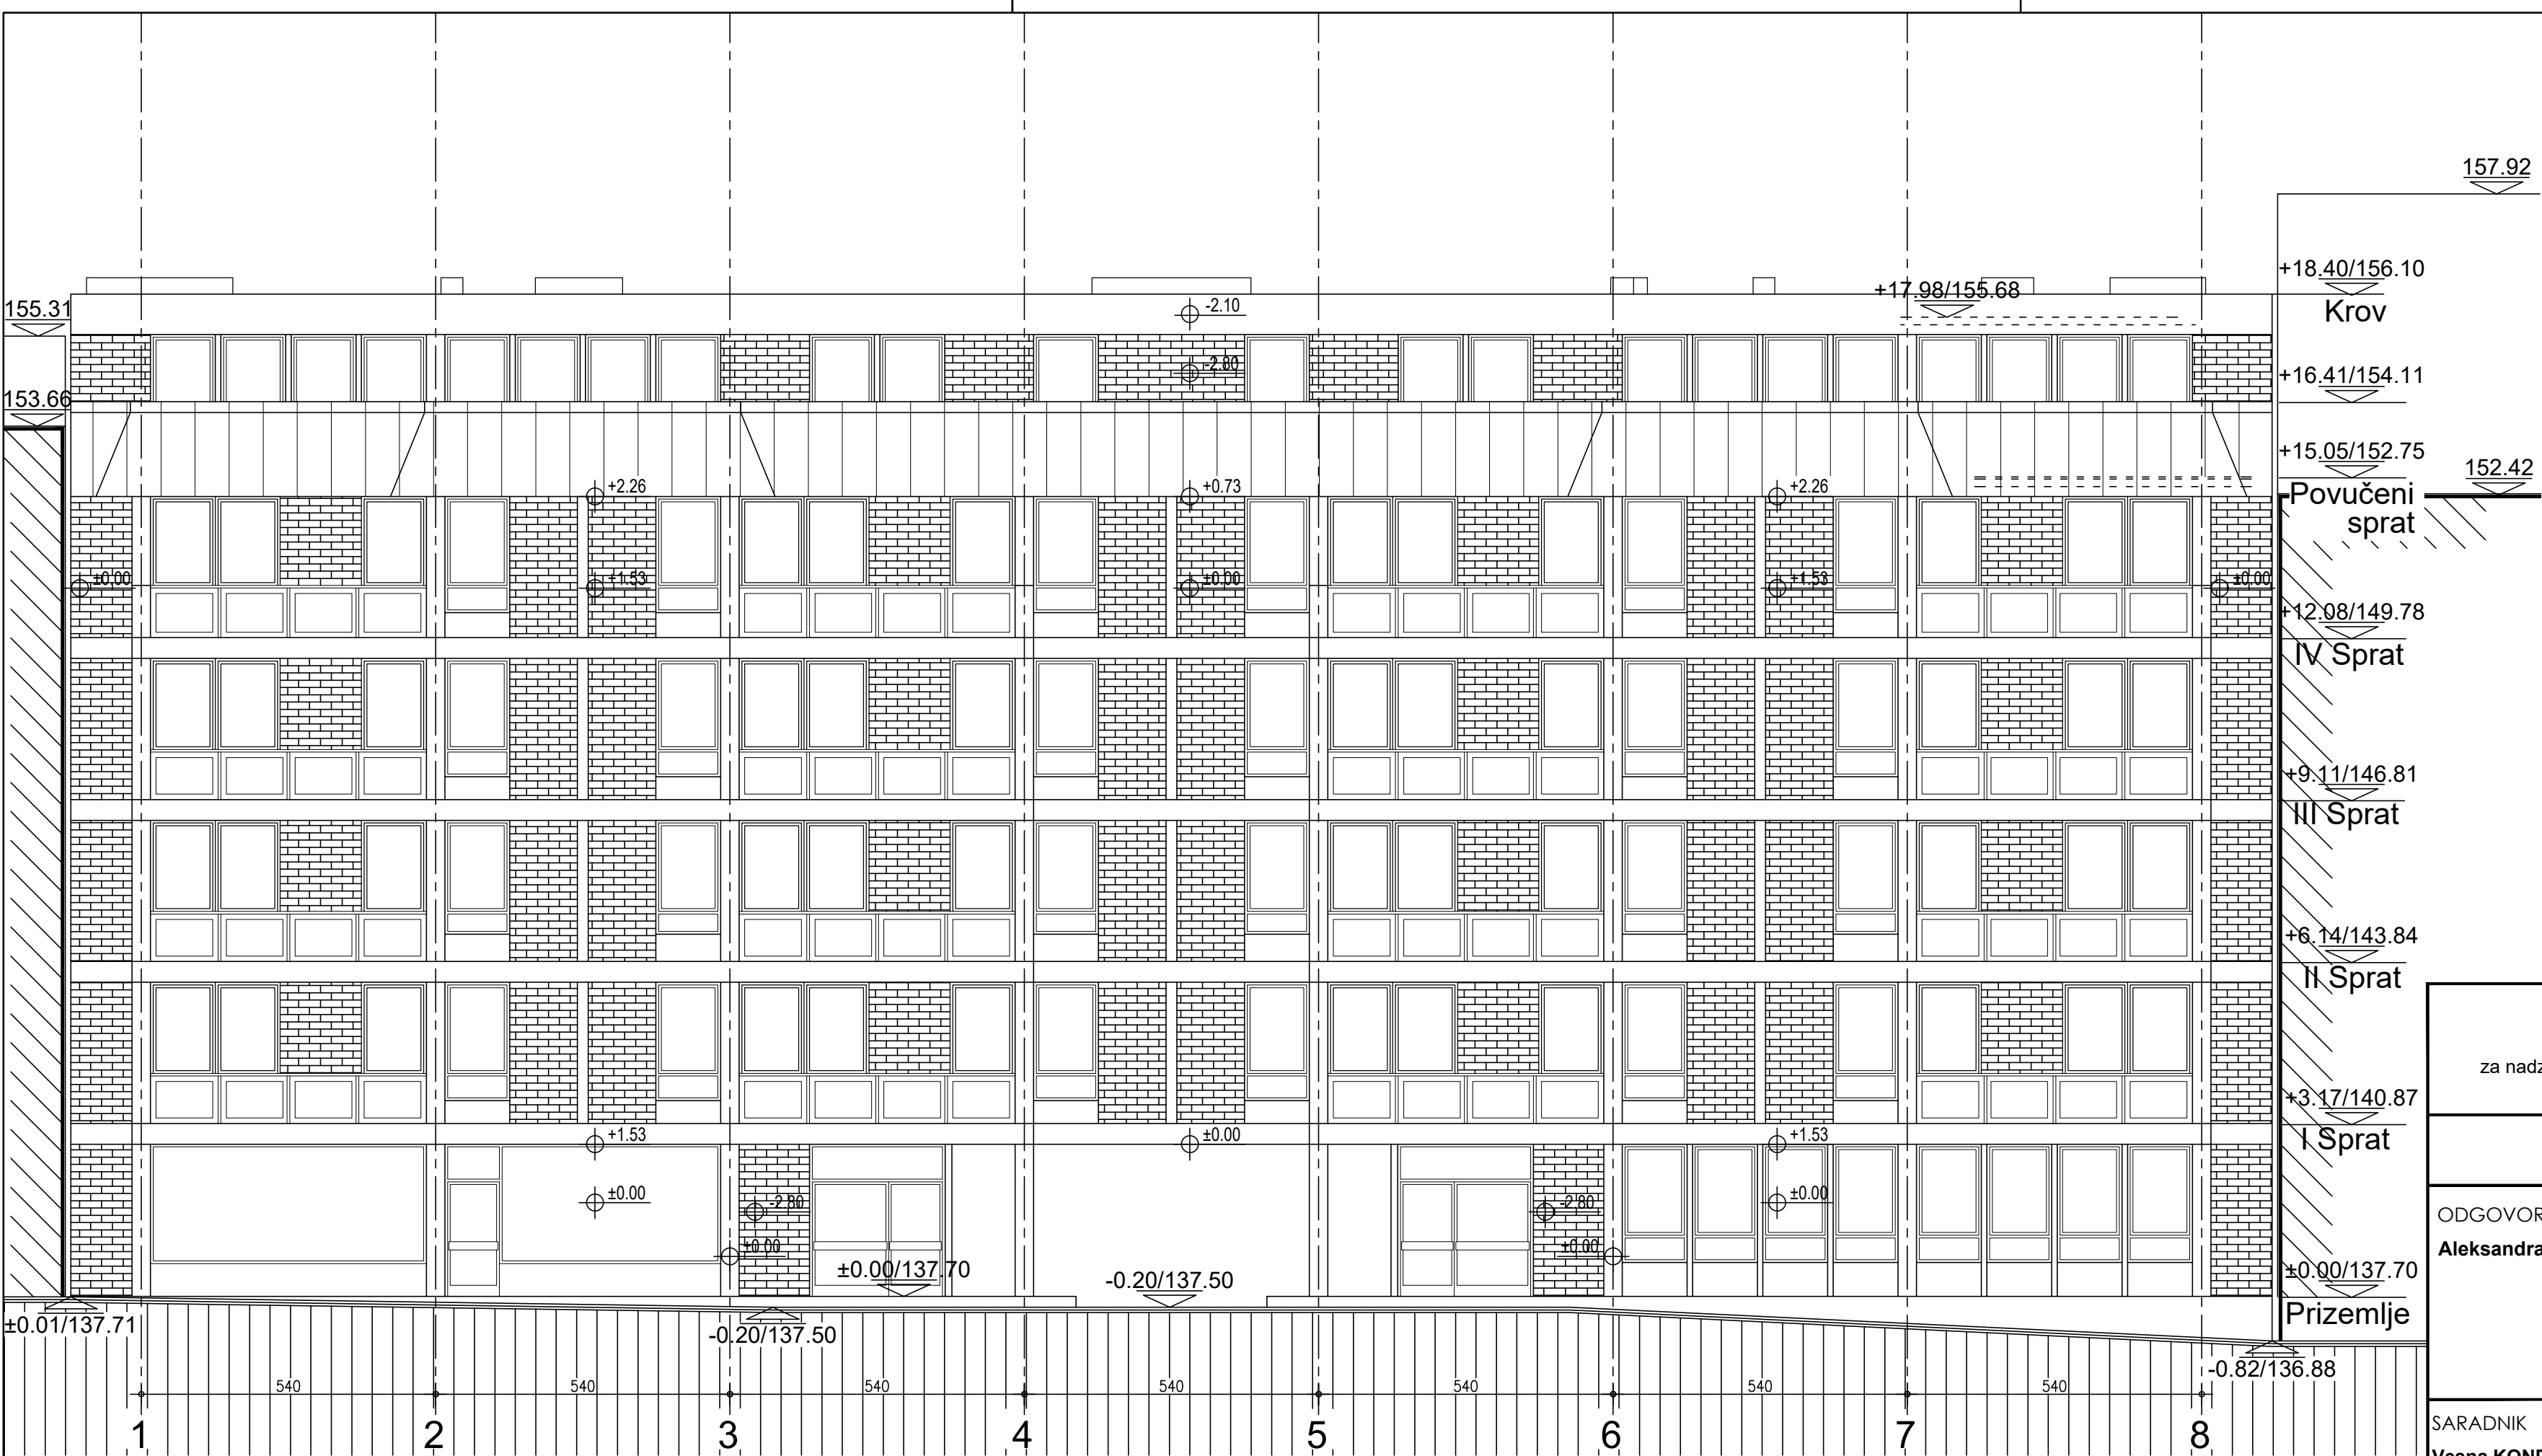 157.92
+18.40/156.10
Krov
+17.98/155.68
155.31
-2.10
-2.80
+16.41/154.11
153.66
+15.05/152.75
152.42
Povučeni
sprat
+2.26
+0.73
+2.26
±0.00
+1.53
±0.00
+1.53
±0.00
+12.08/149.78
IV Sprat
+9.11/146.81
III Sprat
+6.14/143.84
II Sprat
za nadz
+3.17/140.87
I Sprat
+1.53
±0.00
+1.53
±0.00
±0.00
-2.80
-2.80
ODGOVOR
Aleksandra
±0.00
±0.00
±0.00/137.70
-0.20/137.50
±0.00/137.70
Prizemlje
±0.01/137.71
-0.20/137.50
-0.82/136.88
540 540 540 540 540 540 540
1 2 3 4 5 6 7 8
SARADNIK